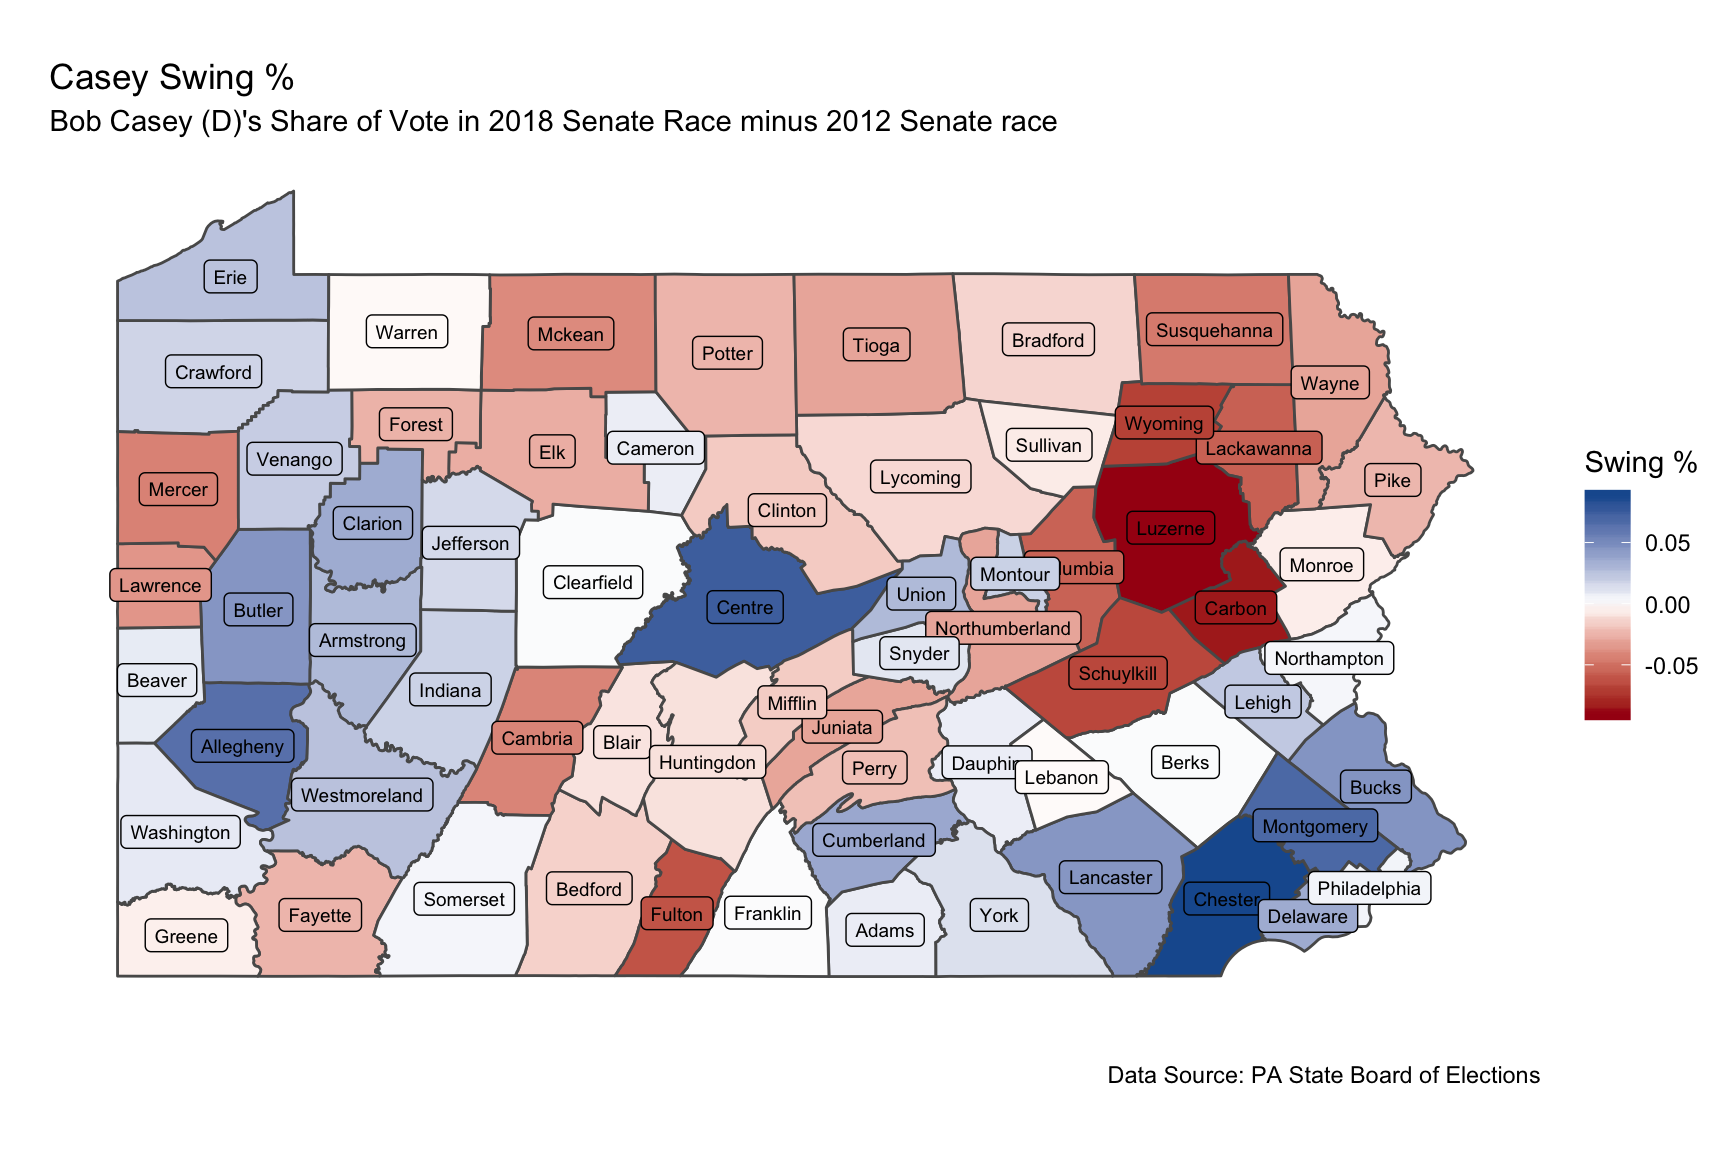 Casey Swing %
Bob Casey (D)'s Share of Vote in 2018 Senate Race minus 2012 Senate race
Erie
Warren
Mckean
Potter
Tioga
Bradford
Susquehanna
Crawford
Wayne
Forest
Wyoming
Elk
Cameron
Sullivan
Lackawanna
Venango
Lycoming
Pike
Mercer
Clinton
Clarion
Luzerne
Jefferson
Monroe
Lawrence
Clearfield
Montour
umbia
Union
Centre
Carbon
Butler
Northumberland
Armstrong
Snyder
Northampton
Beaver
Schuylkill
Indiana
Mifflin
Lehigh
Juniata
Cambria
Blair
Allegheny
Huntingdon
Perry
Dauphin
Lebanon
Berks
Bucks
Westmoreland
Montgomery
Washington
Cumberland
Lancaster
Philadelphia
Bedford
Somerset
Chester
Fulton
Franklin
Fayette
York
Delaware
Adams
Greene
Swing %
0.05
0.00
-0.05
Data Source: PA State Board of Elections